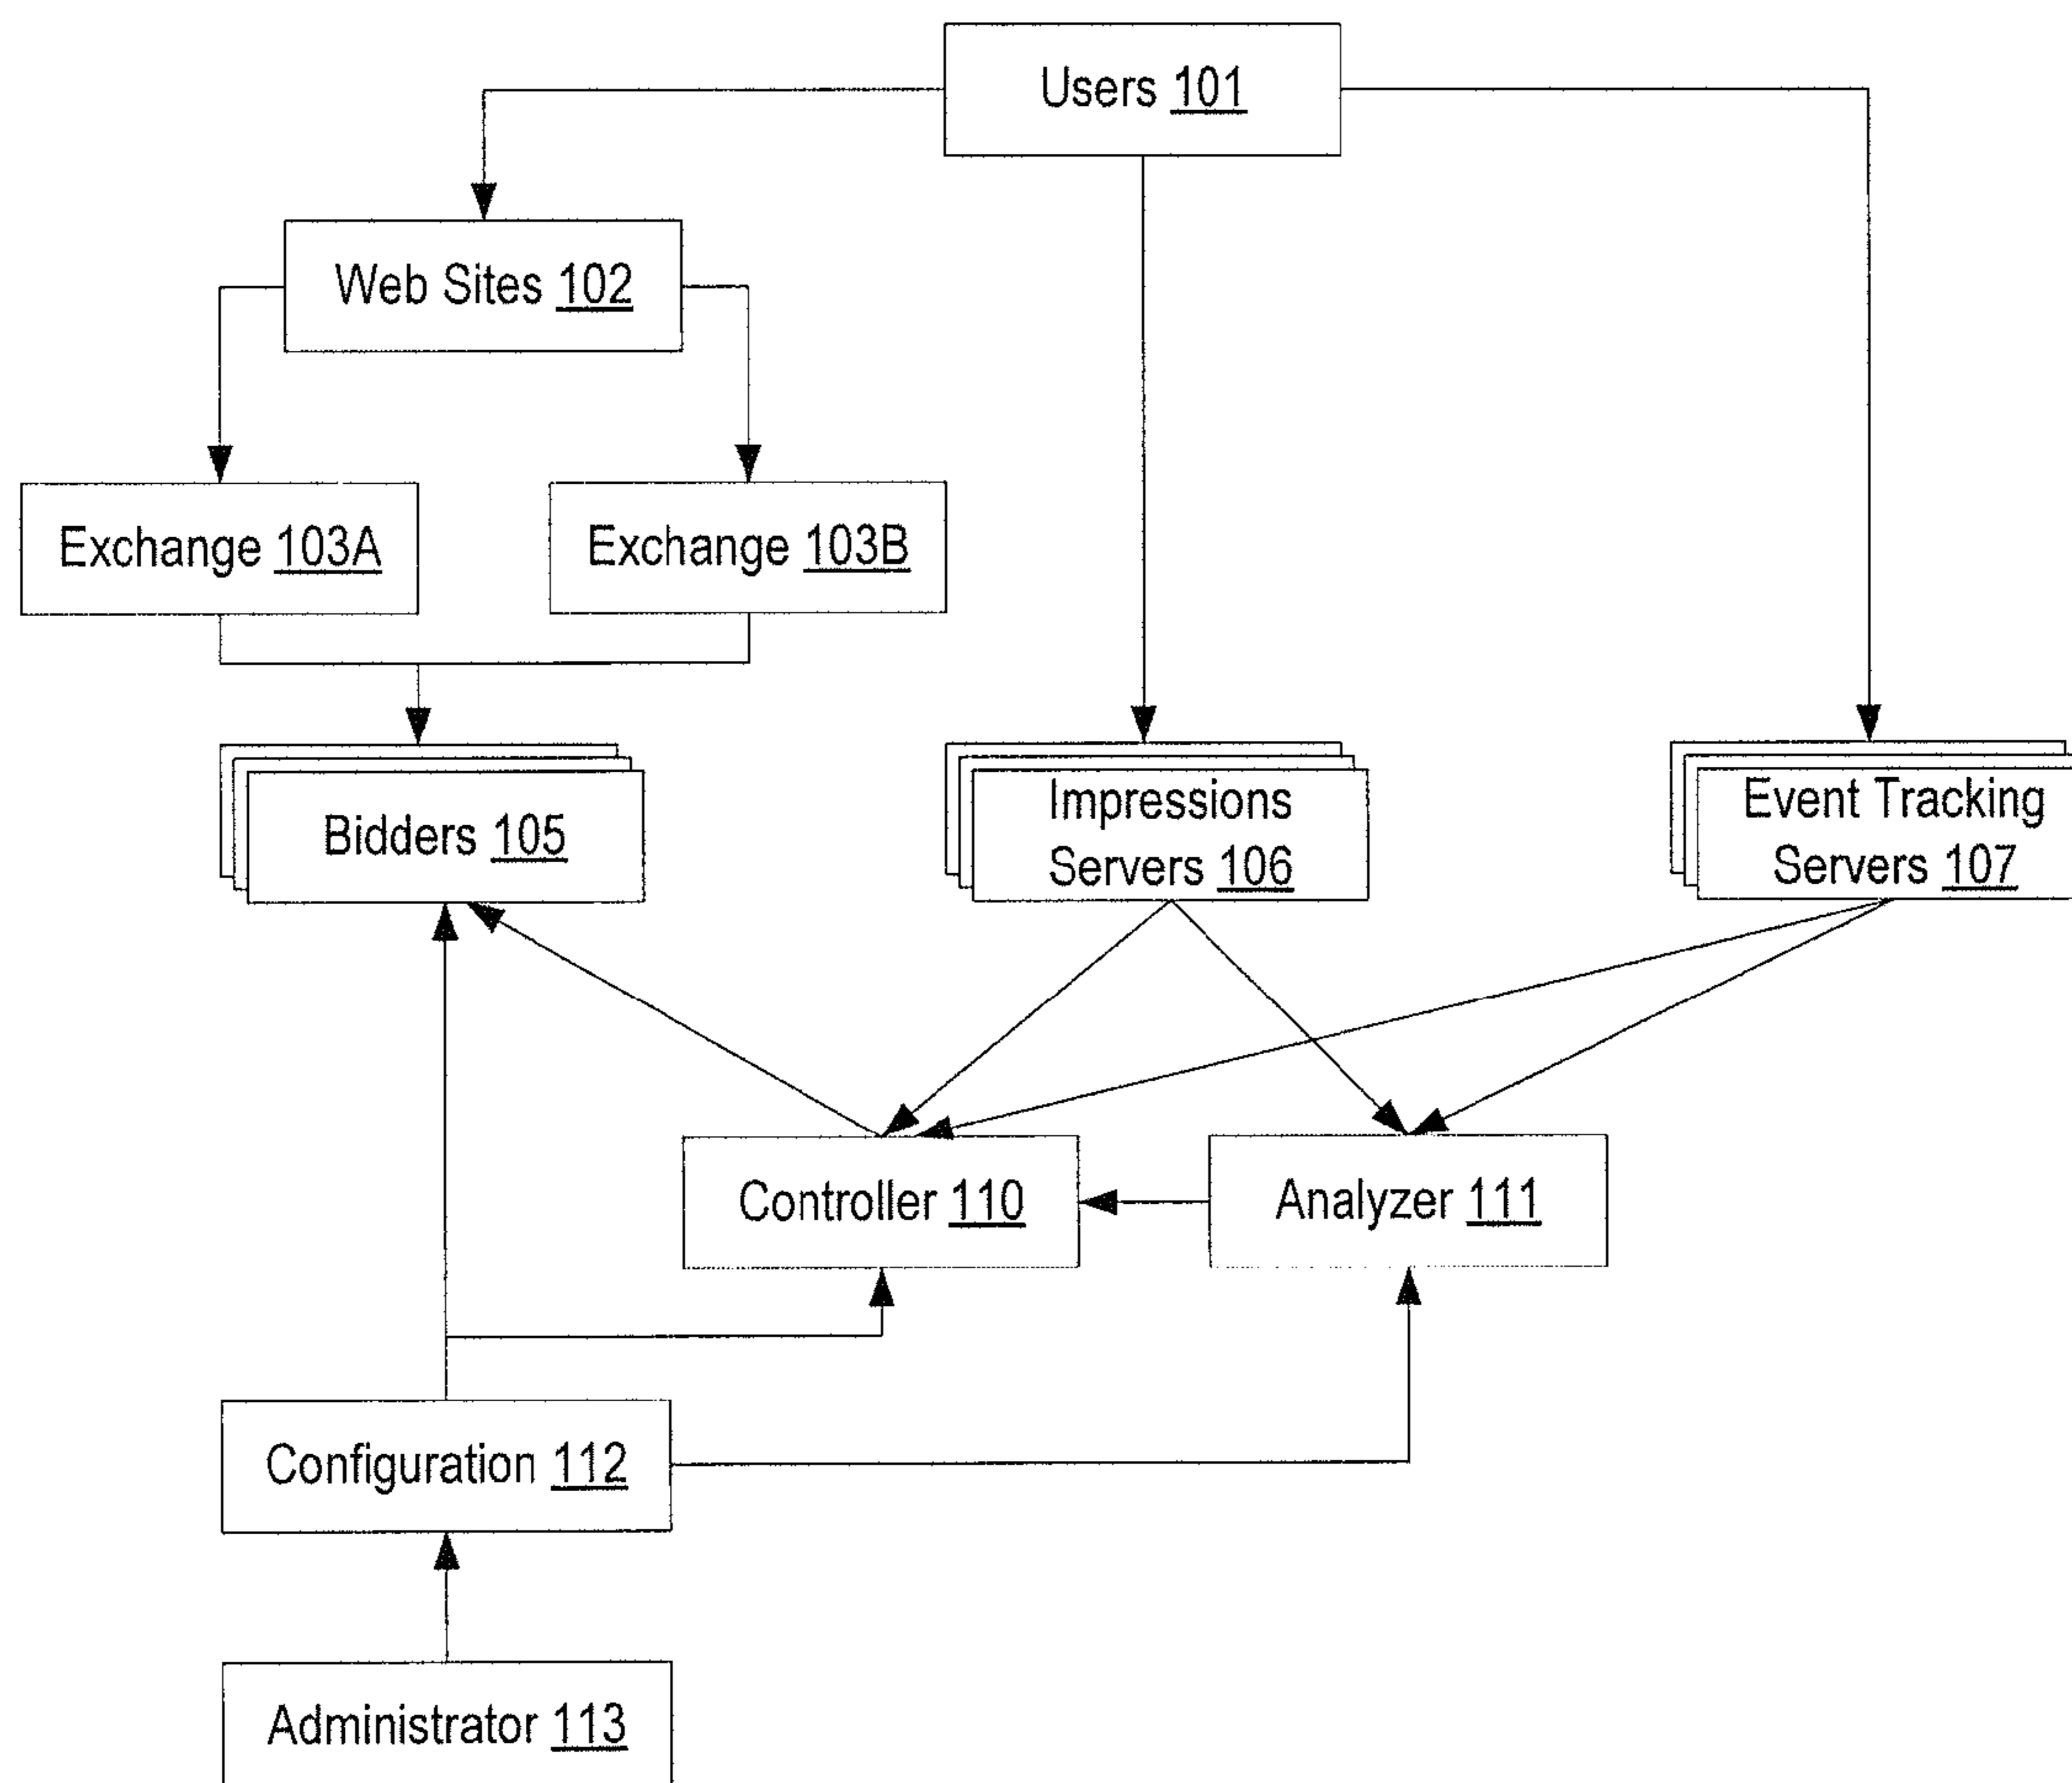 Users 101
Web Sites 102
Exchange 103A
Exchange 103B
Bidders 105
Impressions
Servers 106
Event Tracking
Servers 107
Controller 110
Analyzer 111
Configuration 112
Administrator 113